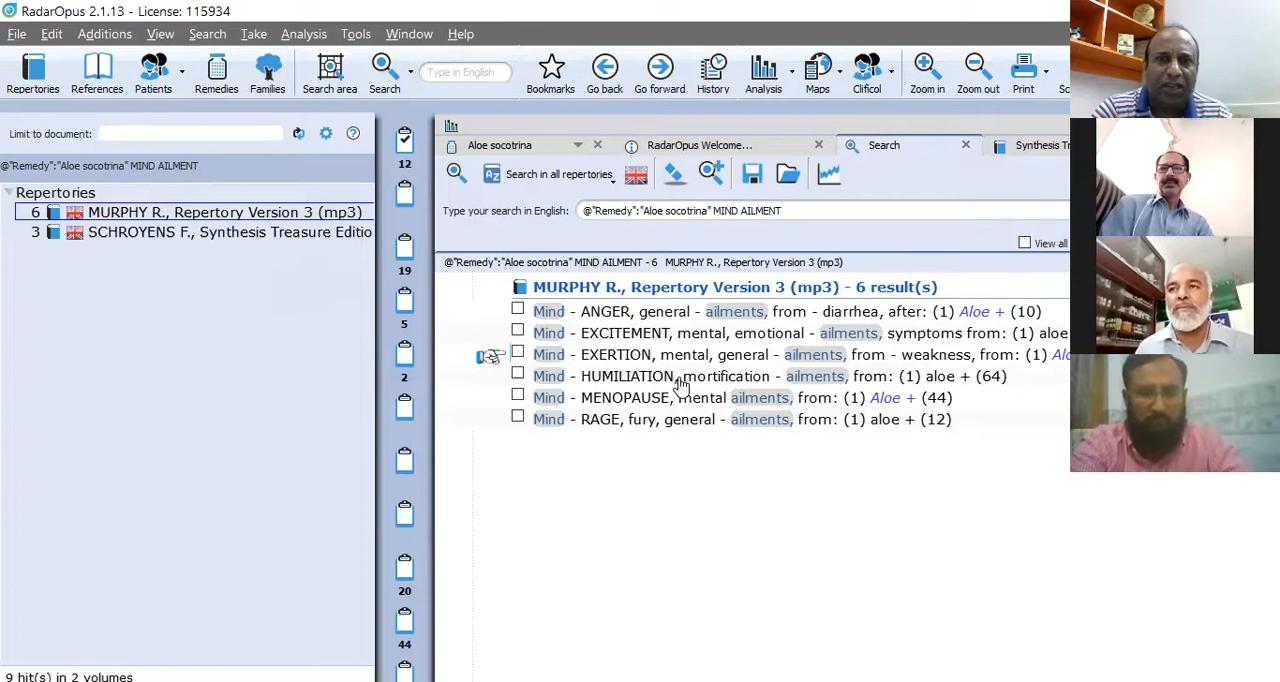 RadarOpus 2.1.13 - License: 115934
File Edit Additions View Search Take Analysis Tools Window Help
Repertories References Patients Remedies Families Search area Search Type in English Bookmarks Go back Go forward History Analysis Maps Clificol Zoom in Zoom out Print
Limit to document:
@"Remedy":"Aloe socotrina" MIND AILMENT
Repertories
6 MURPHY R., Repertory Version 3 (mp3)
3 SCHROYENS F., Synthesis Treasure Editio
9 hit(s) in 2 volumes
12
19
5
2
20
44
Aloe socotrina RadarOpus Welcome... Search Synthesis Tr
Search in all repertories
Type your search in English: @"Remedy":"Aloe socotrina" MIND AILMENT
View all
@"Remedy":"Aloe socotrina" MIND AILMENT - 6 MURPHY R., Repertory Version 3 (mp3)
MURPHY R., Repertory Version 3 (mp3) - 6 result(s)
Mind - ANGER, general - ailments, from - diarrhea, after: (1) Aloe + (10)
Mind - EXCITEMENT, mental, emotional - ailments, symptoms from: (1) aloe
Mind - EXERTION, mental, general - ailments, from - weakness, from: (1) Alo
Mind - HUMILIATION, mortification - ailments, from: (1) aloe + (64)
Mind - MENOPAUSE, mental ailments, from: (1) Aloe + (44)
Mind - RAGE, fury, general - ailments, from: (1) aloe + (12)